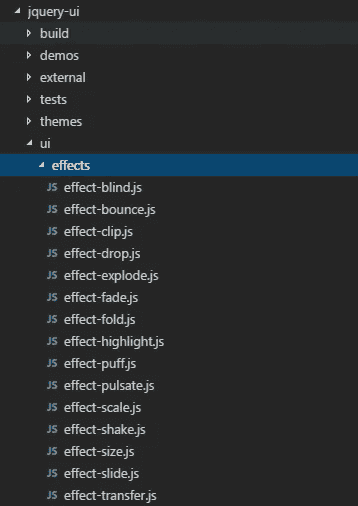 jquery-ui
build
demos
external
tests
themes
ui
effects
JS effect-blind.js
JS effect-bounce.js
JS effect-clip.js
JS effect-drop.js
JS effect-explode.js
JS effect-fade.js
JS effect-fold.js
JS effect-highlight.js
JS effect-puff.js
JS effect-pulsate.js
JS effect-scale.js
JS effect-shake.js
JS effect-size.js
JS effect-slide.js
JS effect-transfer.js